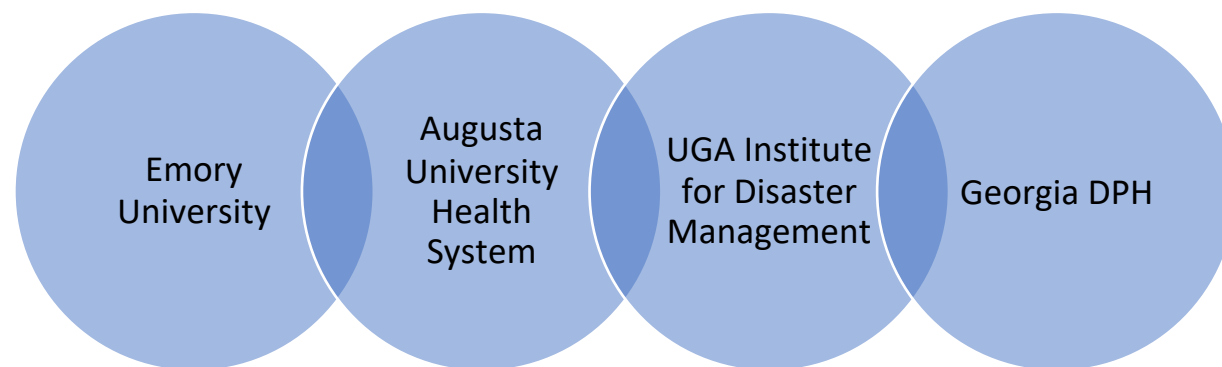 Emory
University
Augusta
University
Health
System
UGA Institute
for Disaster
Management
Georgia DPH